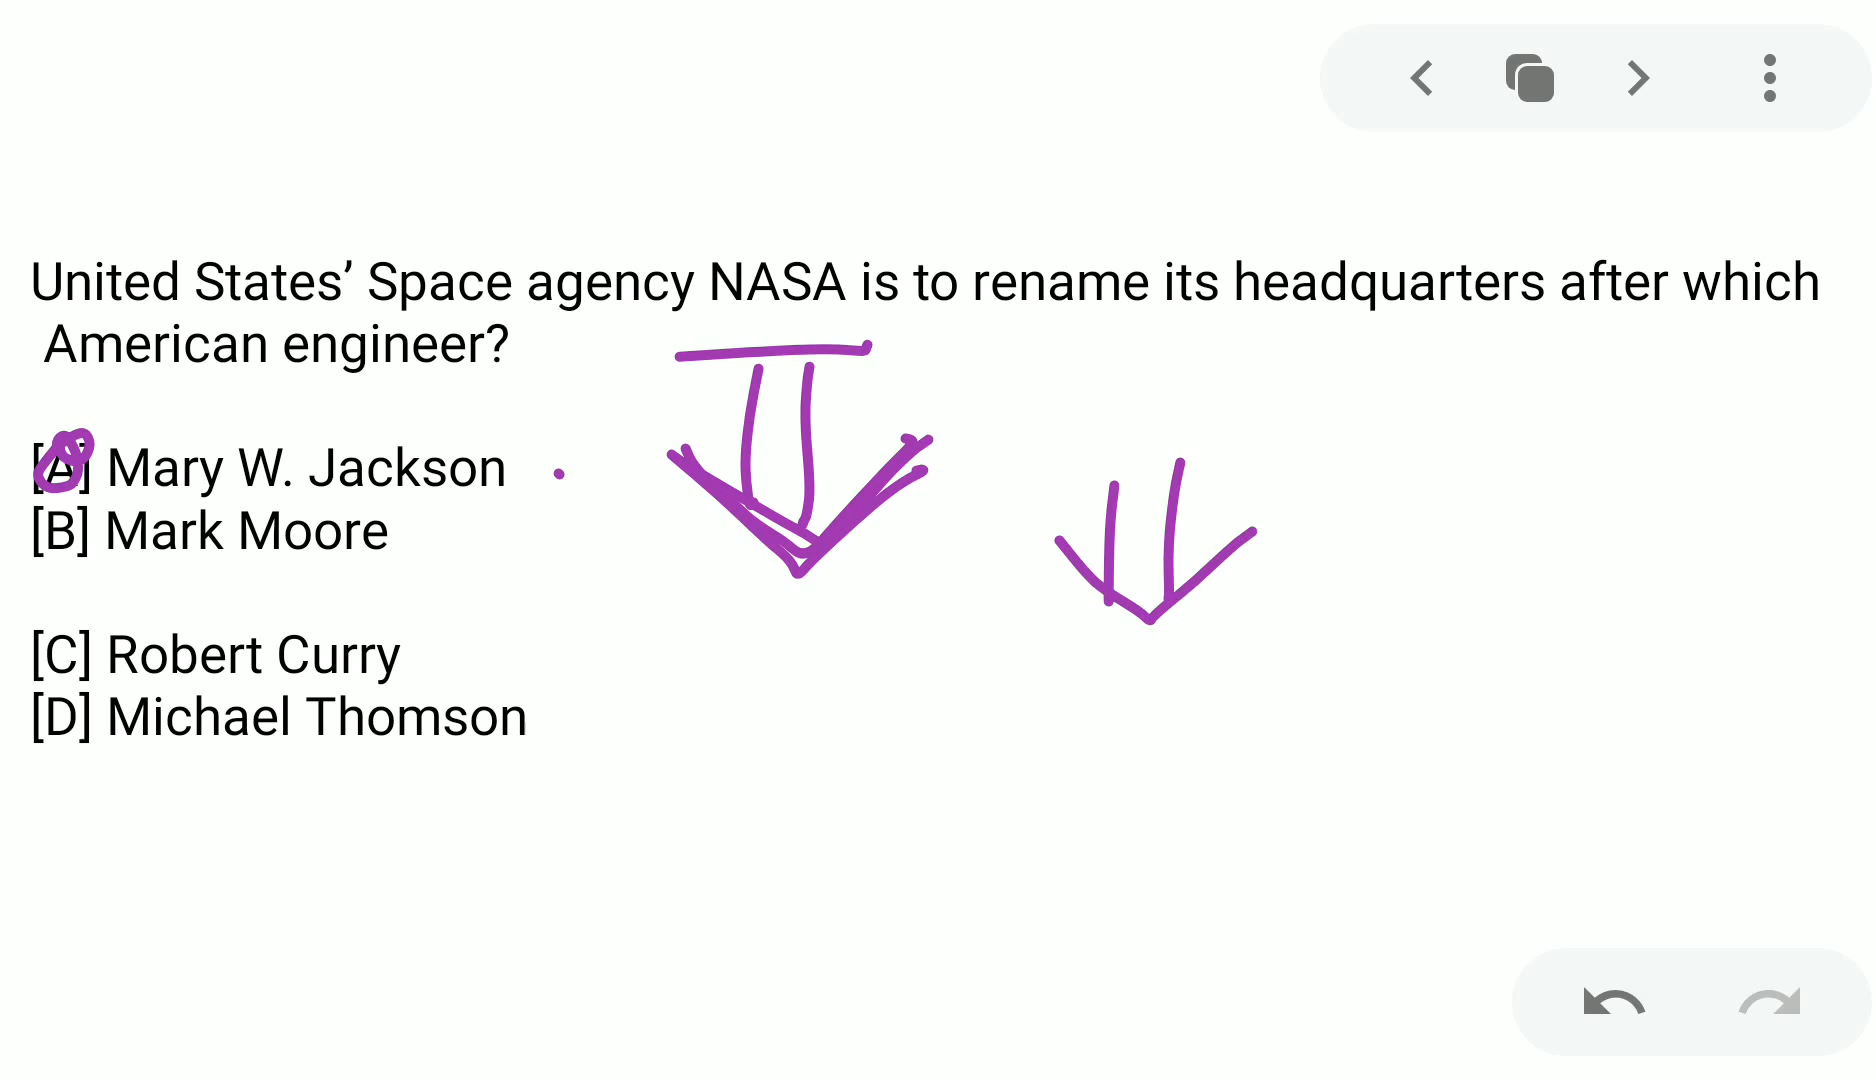 United States’ Space agency NASA is to rename its headquarters after which
American engineer?
[A] Mary W. Jackson
[B] Mark Moore
[C] Robert Curry
[D] Michael Thomson